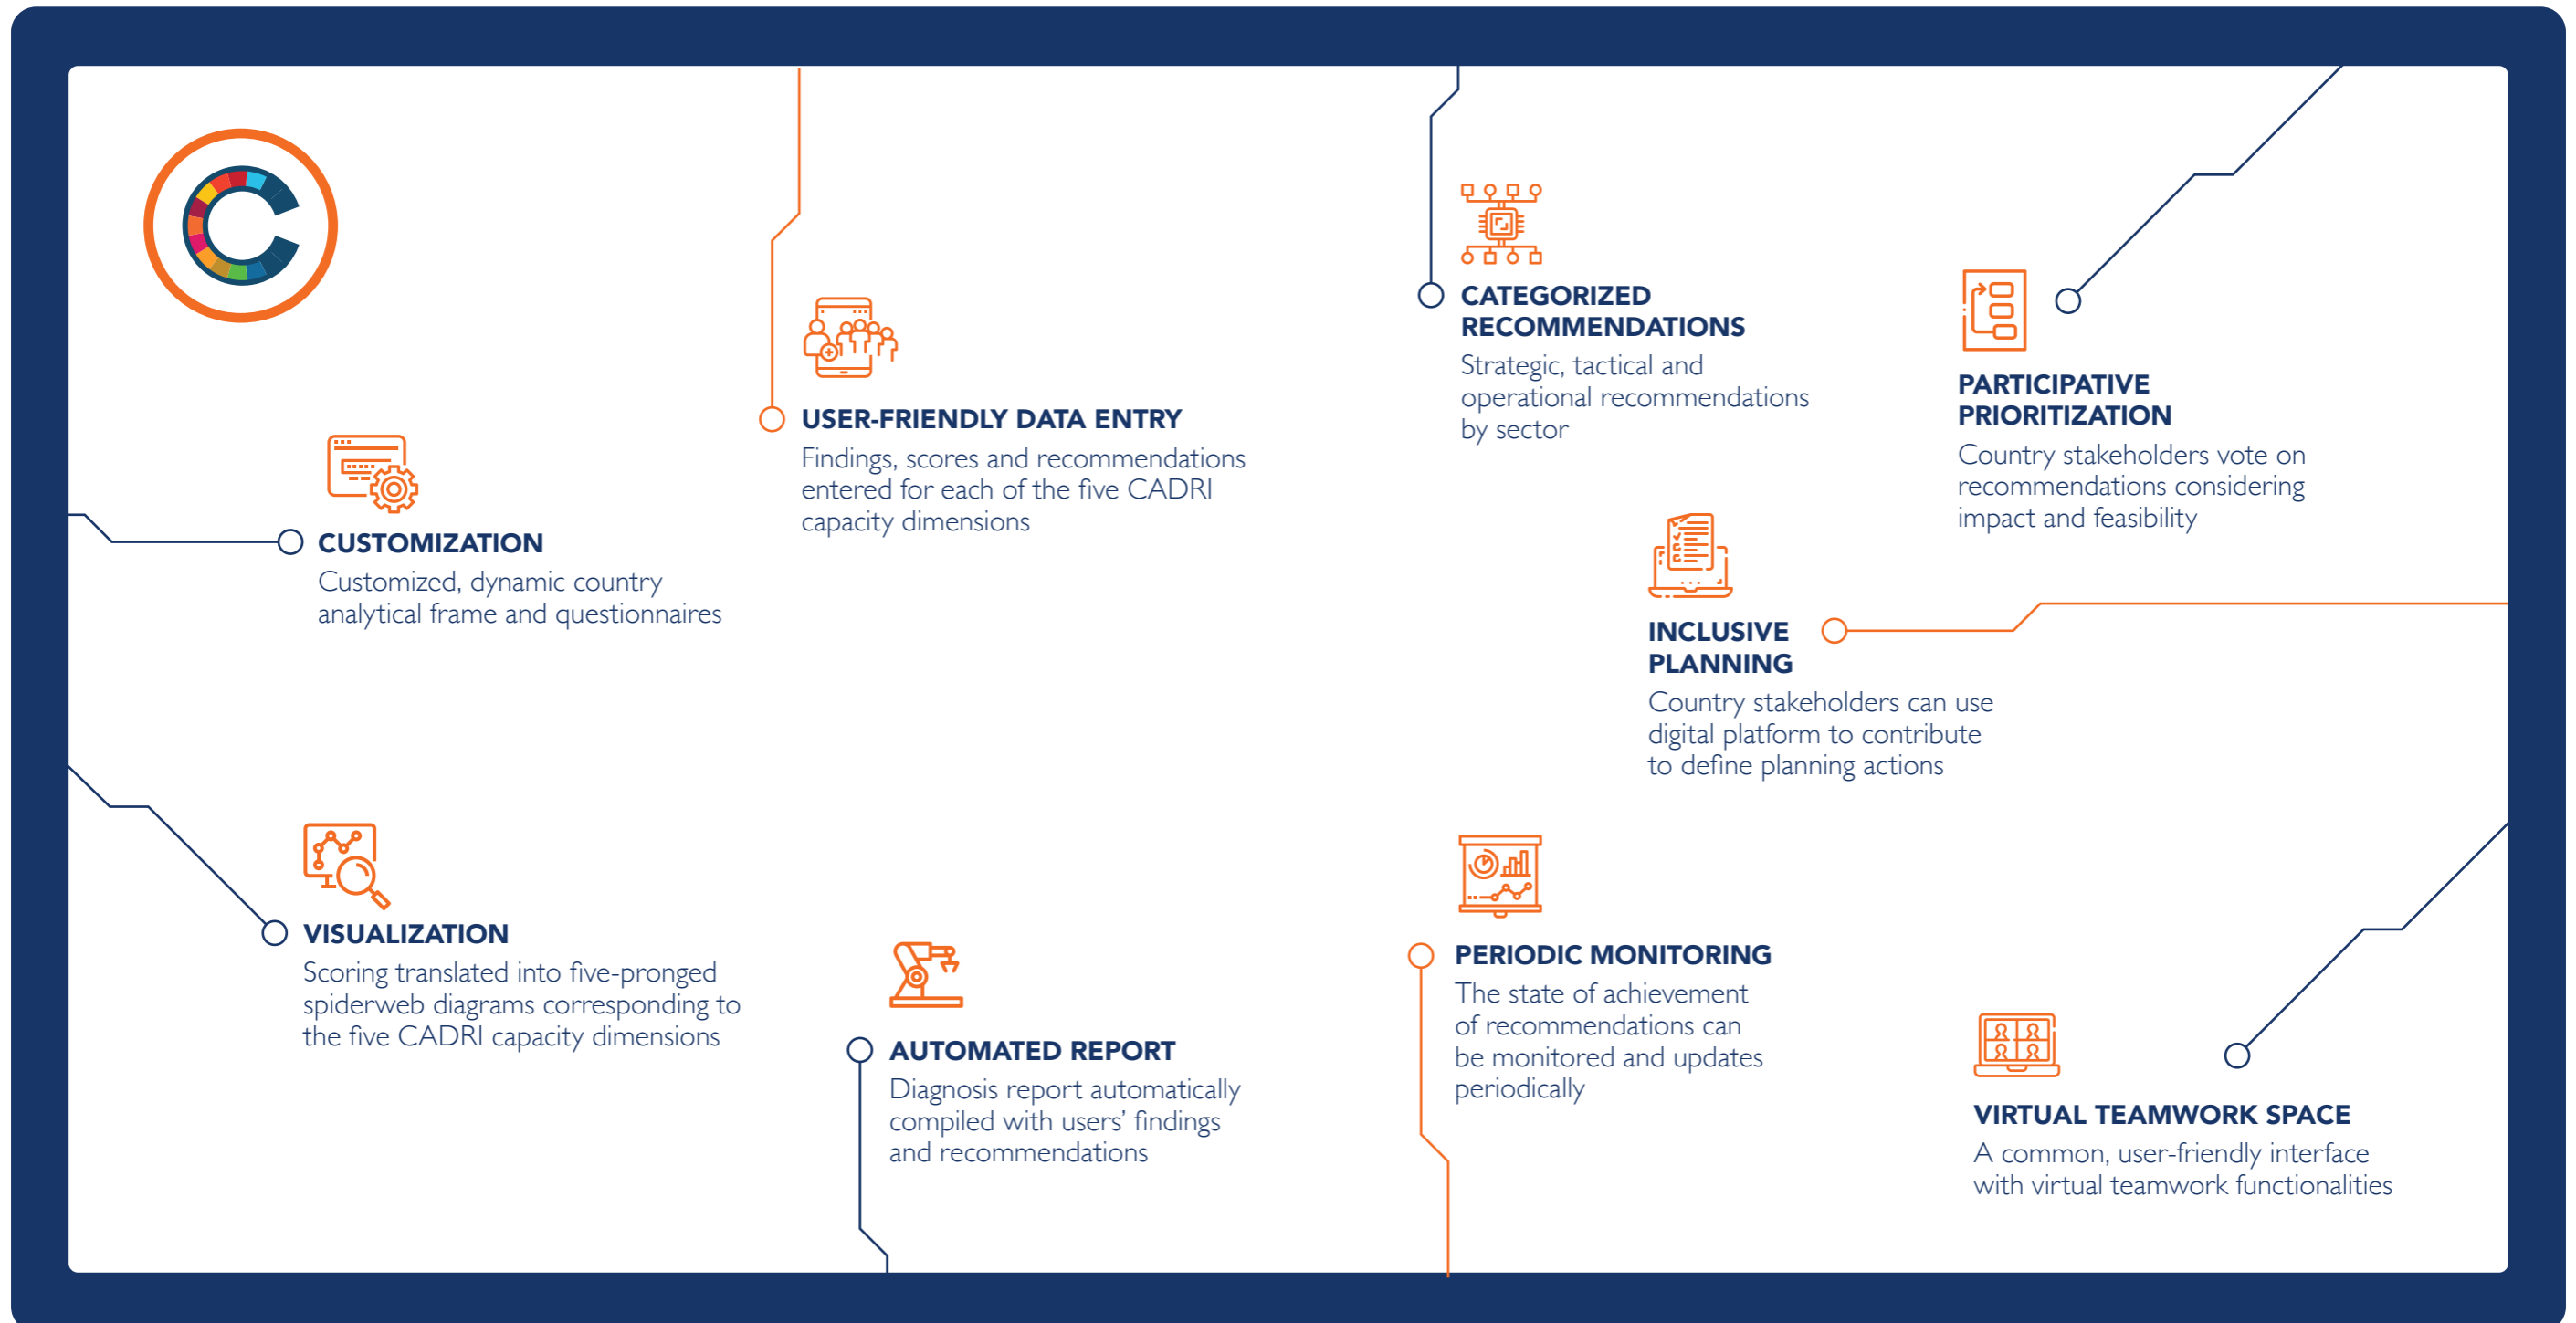 CUSTOMIZATION
Customized, dynamic country
analytical frame and questionnaires
USER-FRIENDLY DATA ENTRY
Findings, scores and recommendations
entered for each of the five CADRI
capacity dimensions
CATEGORIZED
RECOMMENDATIONS
Strategic, tactical and
operational recommendations
by sector
PARTICIPATIVE
PRIORITIZATION
Country stakeholders vote on
recommendations considering
impact and feasibility
INCLUSIVE
PLANNING
Country stakeholders can use
digital platform to contribute
to define planning actions
VISUALIZATION
Scoring translated into five-pronged
spiderweb diagrams corresponding to
the five CADRI capacity dimensions
AUTOMATED REPORT
Diagnosis report automatically
compiled with users’ findings
and recommendations
PERIODIC MONITORING
The state of achievement
of recommendations can
be monitored and updates
periodically
VIRTUAL TEAMWORK SPACE
A common, user-friendly interface
with virtual teamwork functionalities